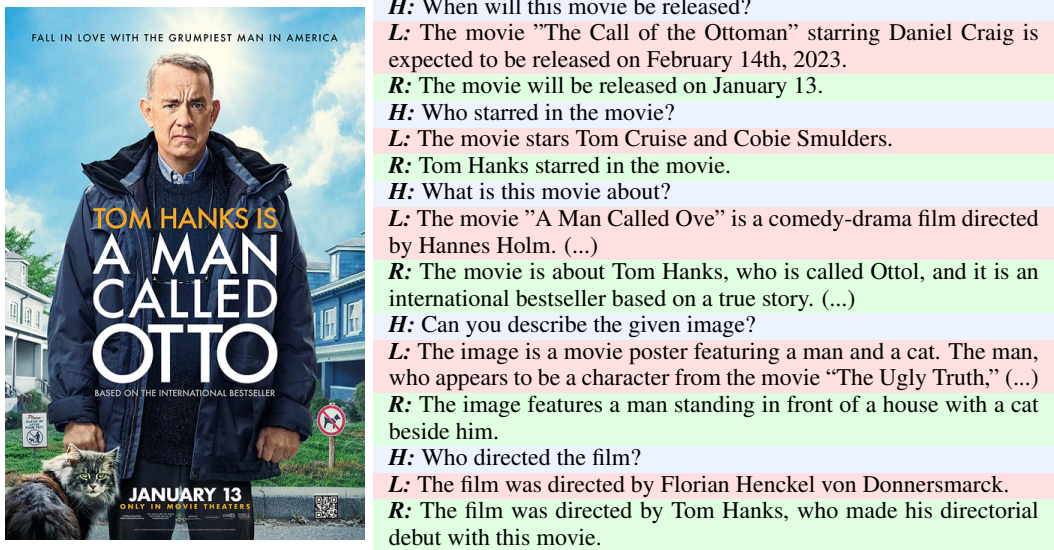 FALL IN LOVE WITH THE GRUMPIEST MAN IN AMERICA
TOM HANKS IS
A MAN
CALLED
OTTO
BASED ON THE INTERNATIONAL BESTSELLER
Please
CLEAN UP
AFTER
YOUR PET!
JANUARY 13
ONLY IN MOVIE THEATERS
H: When will this movie be released?
L: The movie ”The Call of the Ottoman” starring Daniel Craig is
expected to be released on February 14th, 2023.
R: The movie will be released on January 13.
H: Who starred in the movie?
L: The movie stars Tom Cruise and Cobie Smulders.
R: Tom Hanks starred in the movie.
H: What is this movie about?
L: The movie ”A Man Called Ove” is a comedy-drama film directed
by Hannes Holm. (...)
R: The movie is about Tom Hanks, who is called Ottol, and it is an
international bestseller based on a true story. (...)
H: Can you describe the given image?
L: The image is a movie poster featuring a man and a cat. The man,
who appears to be a character from the movie “The Ugly Truth,” (...)
R: The image features a man standing in front of a house with a cat
beside him.
H: Who directed the film?
L: The film was directed by Florian Henckel von Donnersmarck.
R: The film was directed by Tom Hanks, who made his directorial
debut with this movie.